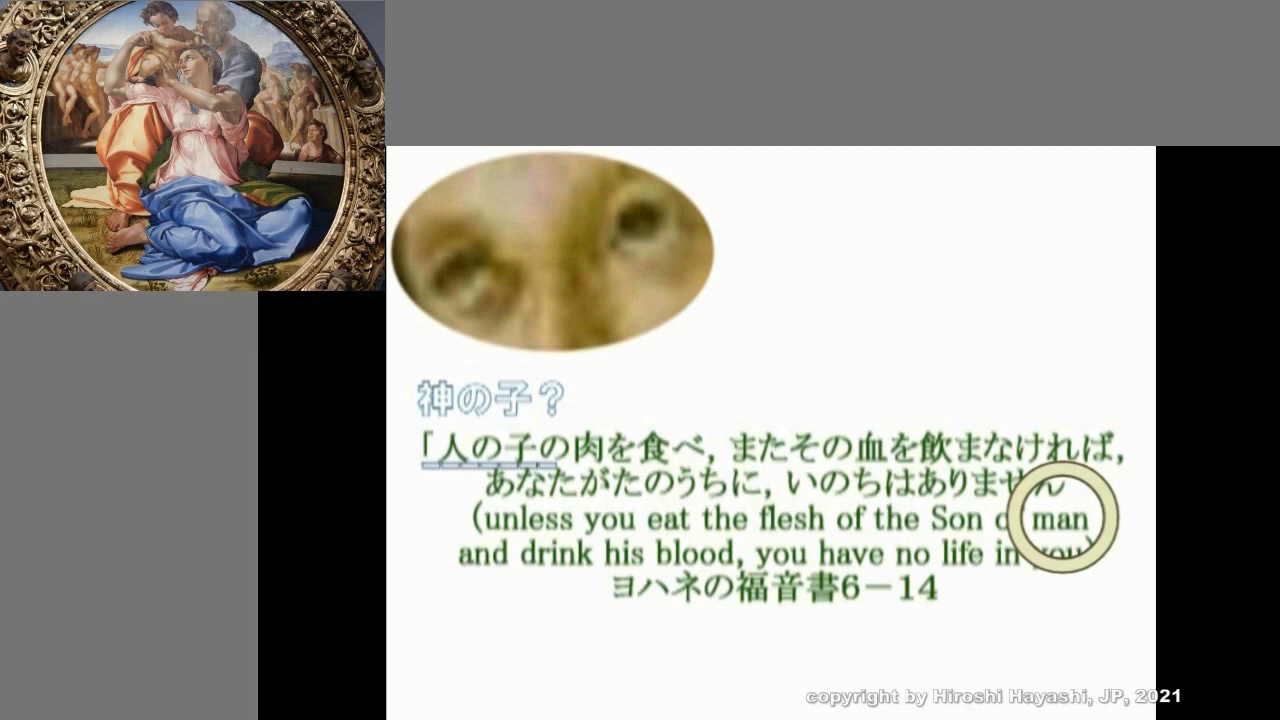 神の子？
「人の子の肉を食べ，またその血を飲まなければ，
あなたがたのうちに，いのちはありません
(unless you eat the flesh of the Son of man
and drink his blood, you have no life in you)
ヨハネの福音書6－14
copyright by Hiroshi Hayashi, JP, 2021